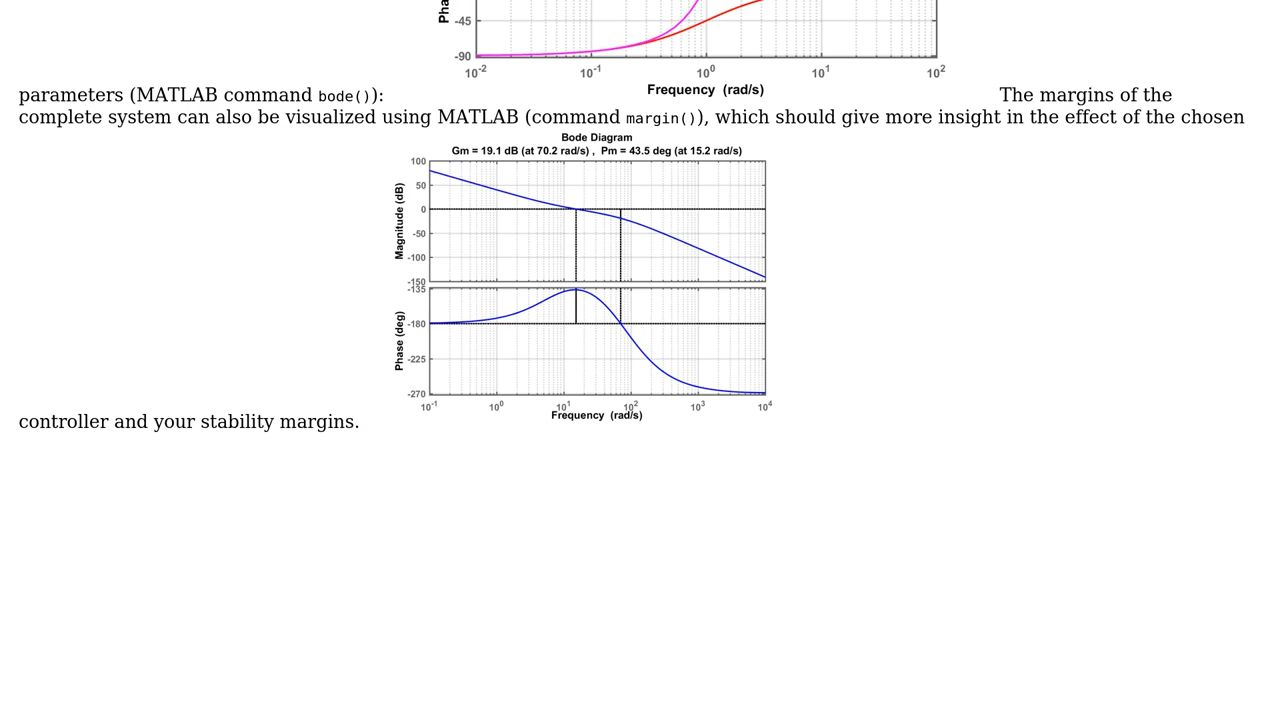 Pha
-45
-90
10-2 10-1 100 101 102
Frequency (rad/s)
parameters (MATLAB command bode()): The margins of the
complete system can also be visualized using MATLAB (command margin()), which should give more insight in the effect of the chosen
Bode Diagram
Gm = 19.1 dB (at 70.2 rad/s) , Pm = 43.5 deg (at 15.2 rad/s)
Magnitude (dB)
100
50
0
-50
-100
-150
Phase (deg)
-135
-180
-225
-270
10-1 100 101 102 103 104
Frequency (rad/s)
controller and your stability margins.